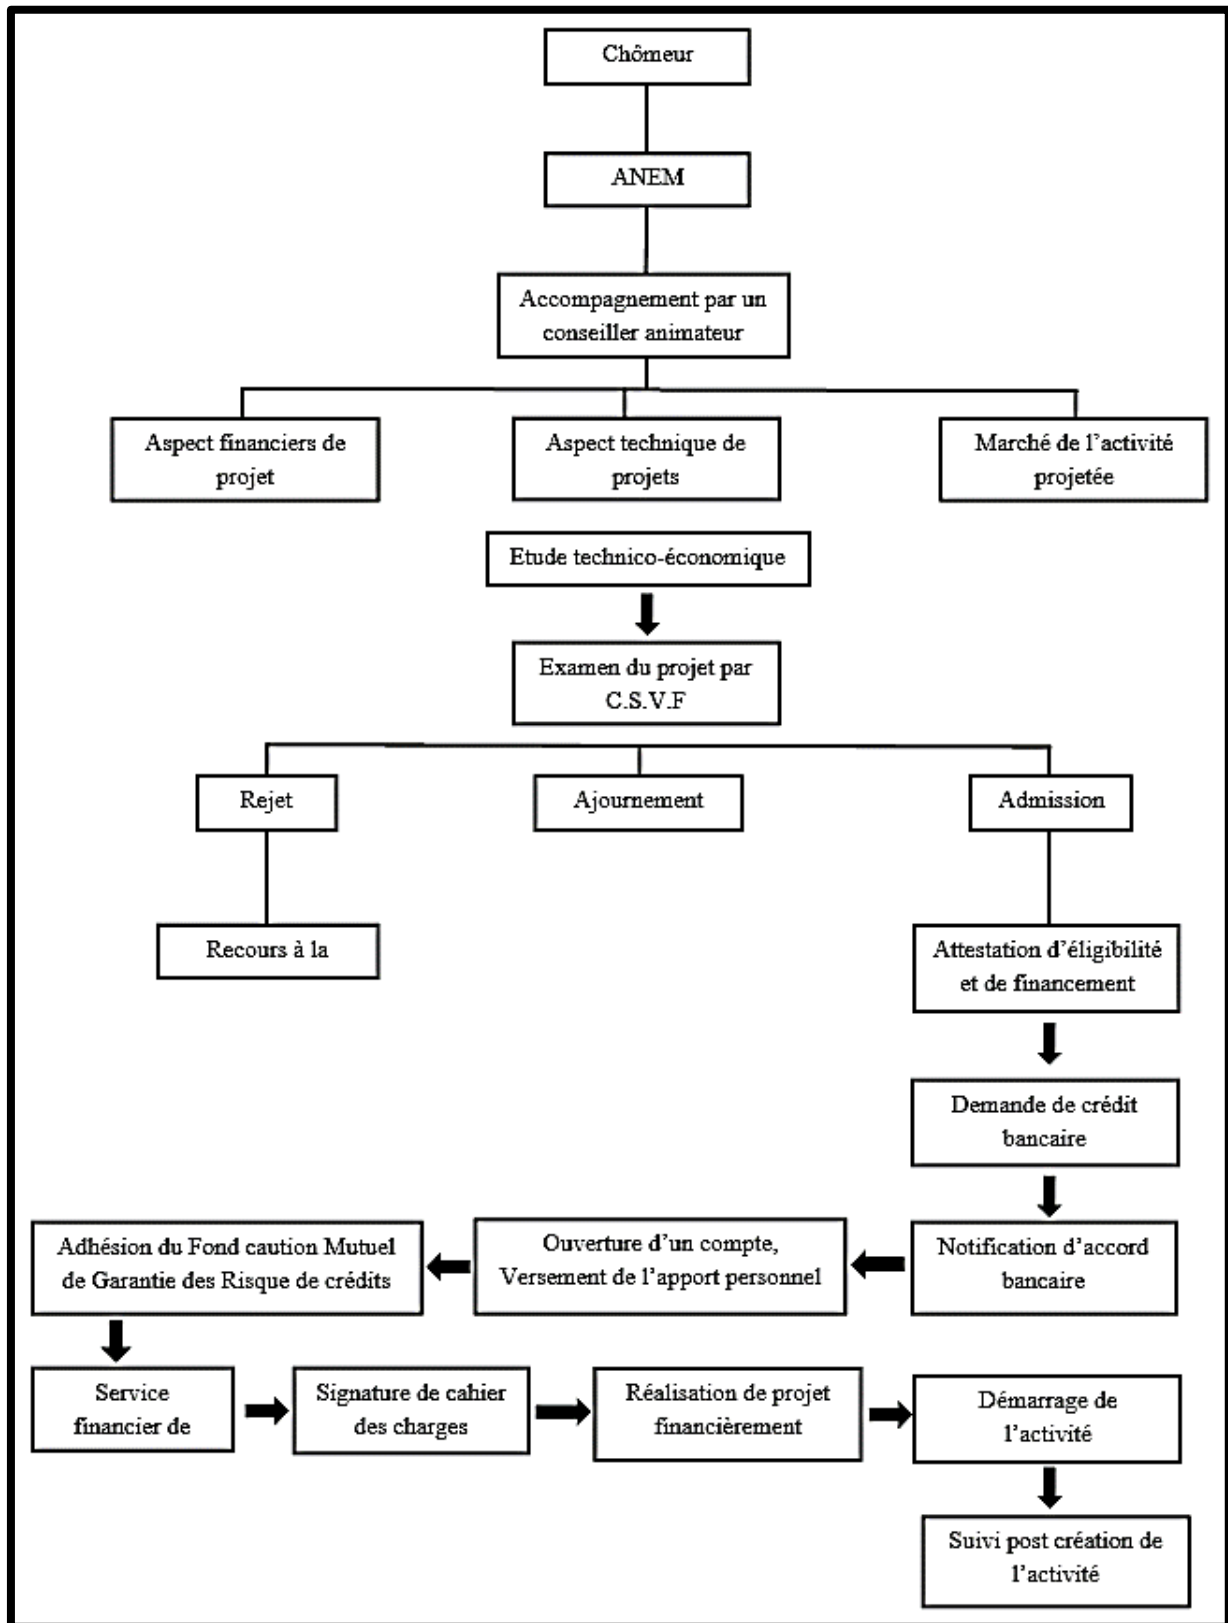 Chômeur
ANEM
Accompagnement par un
conseiller animateur
Aspect financiers de
projet
Aspect technique de
projets
Marché de l'activité
projetée
Etude technico-économique
Examen du projet par
C.S.V.F
Rejet
Ajournement
Admission
Recours à la
Attestation d'éligibilité
et de financement
Demande de crédit
bancaire
Notification d'accord
bancaire
Ouverture d'un compte,
Versement de l'apport personnel
Adhésion du Fond caution Mutuel
de Garantie des Risque de crédits
Service
financier de
Signature de cahier
des charges
Réalisation de projet
financièrement
Démarrage de
l'activité
Suivi post création de
l'activité